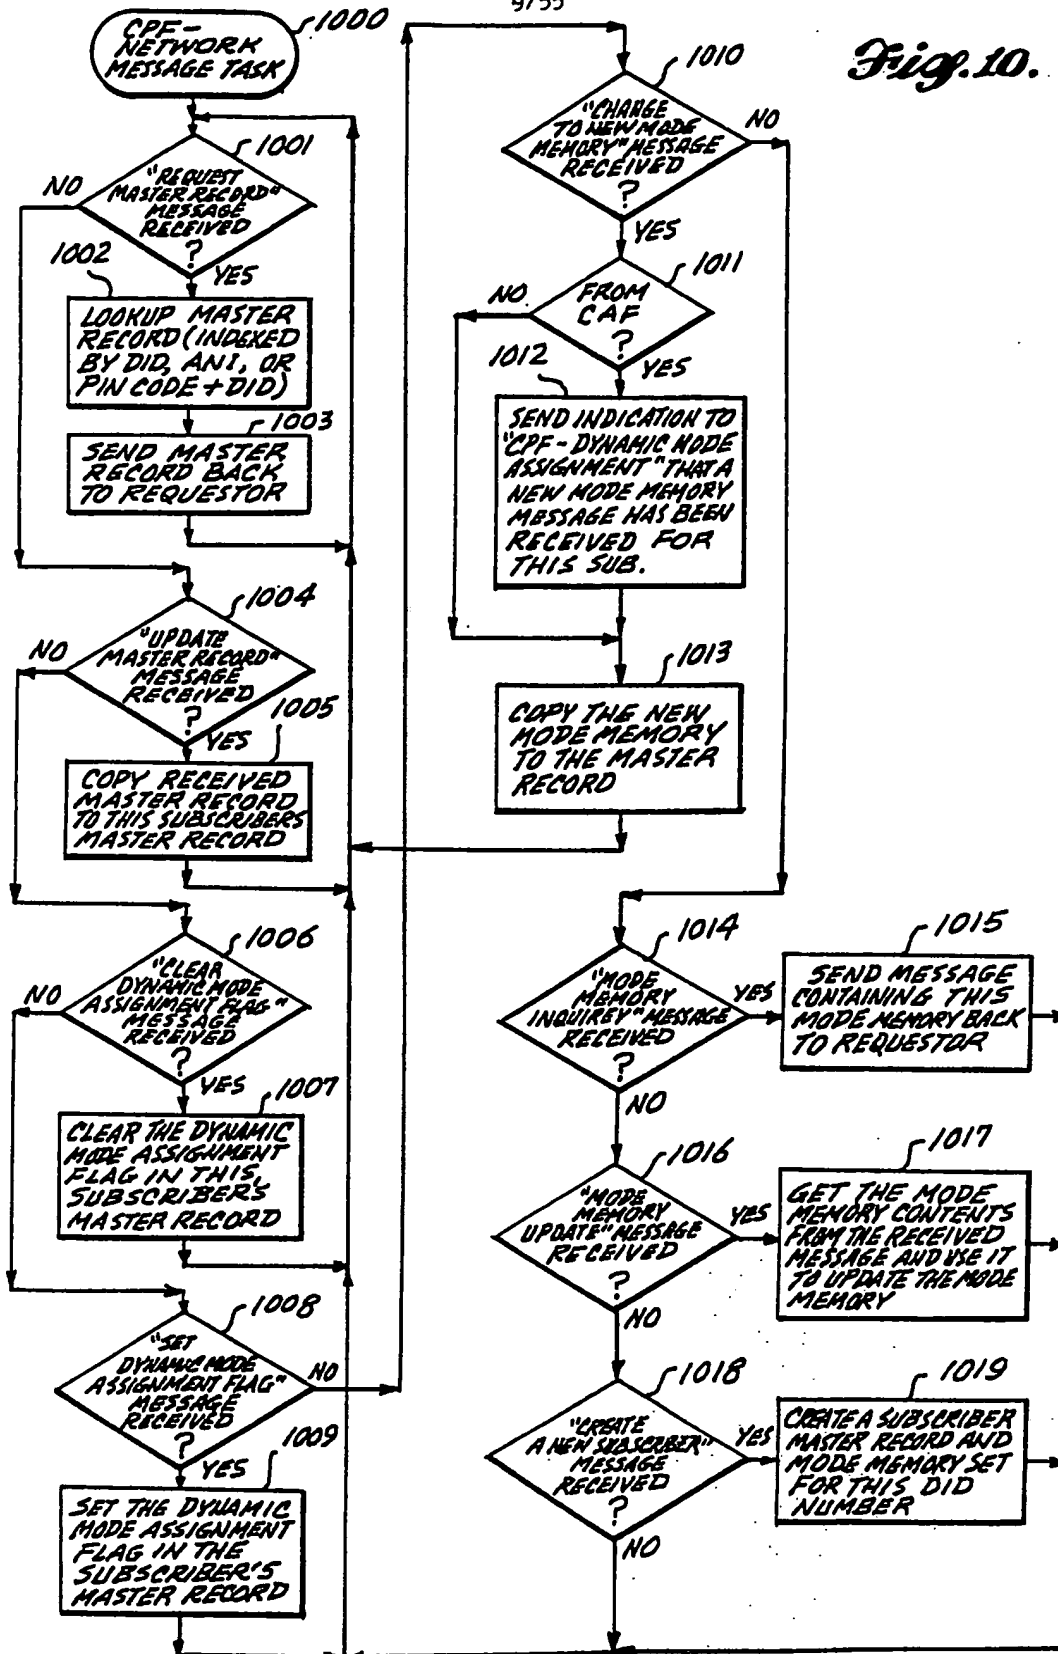 9/55
Fig. 10.
1000
CPF-
NETWORK
MESSAGE TASK
1001
"REQUEST
MASTER RECORD"
MESSAGE
RECEIVED
?
NO
YES
1002
LOOKUP MASTER
RECORD (INDEXED
BY DID, ANI, OR
PIN CODE + DID)
1003
SEND MASTER
RECORD BACK
TO REQUESTOR
1004
"UPDATE
MASTER RECORD"
MESSAGE
RECEIVED
?
NO
YES
1005
COPY RECEIVED
MASTER RECORD
TO THIS SUBSCRIBERS
MASTER RECORD
1006
"CLEAR
DYNAMIC MODE
ASSIGNMENT FLAG"
MESSAGE
RECEIVED
?
NO
YES
1007
CLEAR THE DYNAMIC
MODE ASSIGNMENT
FLAG IN THIS,
SUBSCRIBER'S
MASTER RECORD
1008
"SET
DYNAMIC MODE
ASSIGNMENT FLAG"
MESSAGE
RECEIVED
?
NO
YES
1009
SET THE DYNAMIC
MODE ASSIGNMENT
FLAG IN THE
SUBSCRIBER'S
MASTER RECORD
1010
"CHANGE
TO NEW MODE
MEMORY" MESSAGE
RECEIVED
?
NO
YES
1011
FROM
CAF
?
NO
YES
1012
SEND INDICATION TO
"CPF - DYNAMIC MODE
ASSIGNMENT" THAT A
NEW MODE MEMORY
MESSAGE HAS BEEN
RECEIVED FOR
THIS SUB.
1013
COPY THE NEW
MODE MEMORY
TO THE MASTER
RECORD
1014
"MODE
MEMORY
INQUIREY" MESSAGE
RECEIVED
?
YES
NO
1015
SEND MESSAGE
CONTAINING THIS
MODE MEMORY BACK
TO REQUESTOR
1016
"MODE
MEMORY
UPDATE" MESSAGE
RECEIVED
?
YES
NO
1017
GET THE MODE
MEMORY CONTENTS
FROM THE RECEIVED
MESSAGE AND USE IT
TO UPDATE THE MODE
MEMORY
1018
"CREATE
A NEW SUBSCRIBER"
MESSAGE
RECEIVED
?
YES
NO
1019
CREATE A SUBSCRIBER
MASTER RECORD AND
MODE MEMORY SET
FOR THIS DID
NUMBER